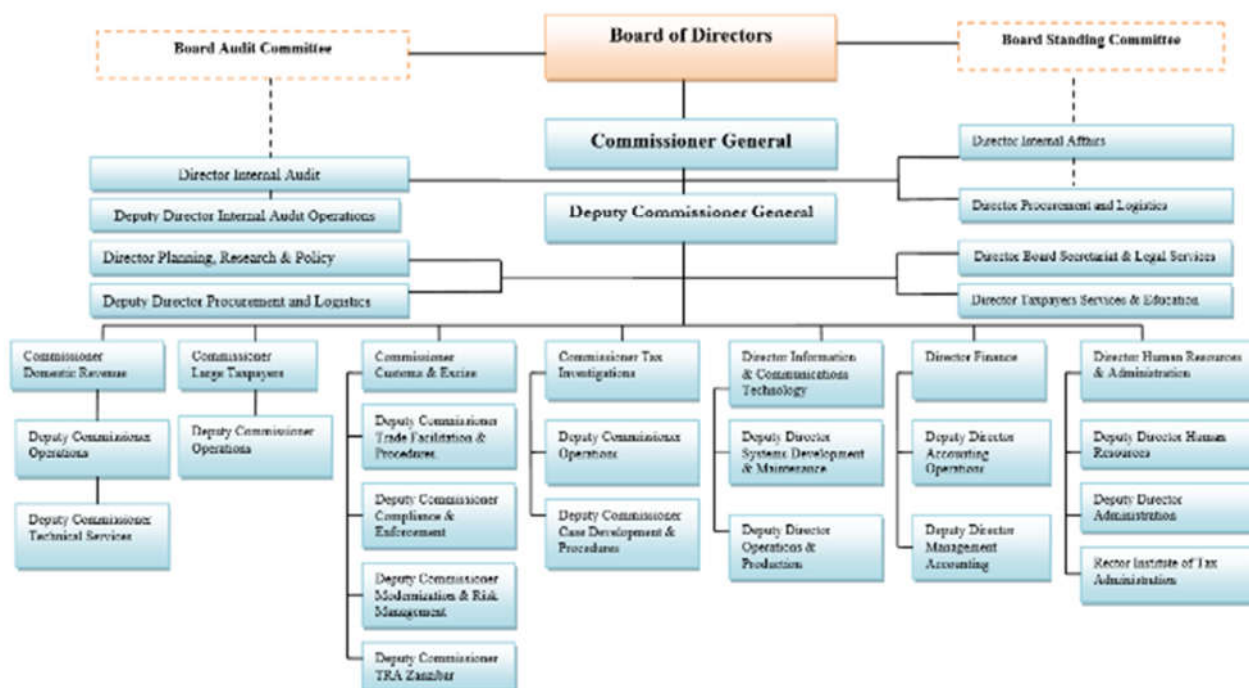 Board Audit Committee
Board of Directors
Board Standing Committee
Commissioner General
Director Internal Affairs
Director Internal Audit
Deputy Director Internal Audit Operations
Deputy Commissioner General
Director Procurement and Logistics
Director Planning, Research & Policy
Director Board Secretariat & Legal Services
Deputy Director Procurement and Logistics
Director Taxpayers Services & Education
Commissioner
Domestic Revenue
Deputy Commissioner
Operations
Deputy Commissioner
Technical Services
Commissioner
Large Taxpayers
Deputy Commissioner
Operations
Commissioner
Customs & Excise
Deputy Commissioner
Trade Facilitation &
Procedures
Deputy Commissioner
Compliance &
Enforcement
Deputy Commissioner
Modernization & Risk
Management
Deputy Commissioner
TRA Zanzibar
Commissioner Tax
Investigations
Deputy Commissioner
Operations
Deputy Commissioner
Case Development &
Procedures
Director Information
& Communications
Technology
Deputy Director
Systems Development
& Maintenance
Deputy Director
Operations &
Production
Director Finance
Deputy Director
Accounting
Operations
Deputy Director
Management
Accounting
Director Human Resources
& Administration
Deputy Director Human
Resources
Deputy Director
Administration
Rector Institute of Tax
Administration